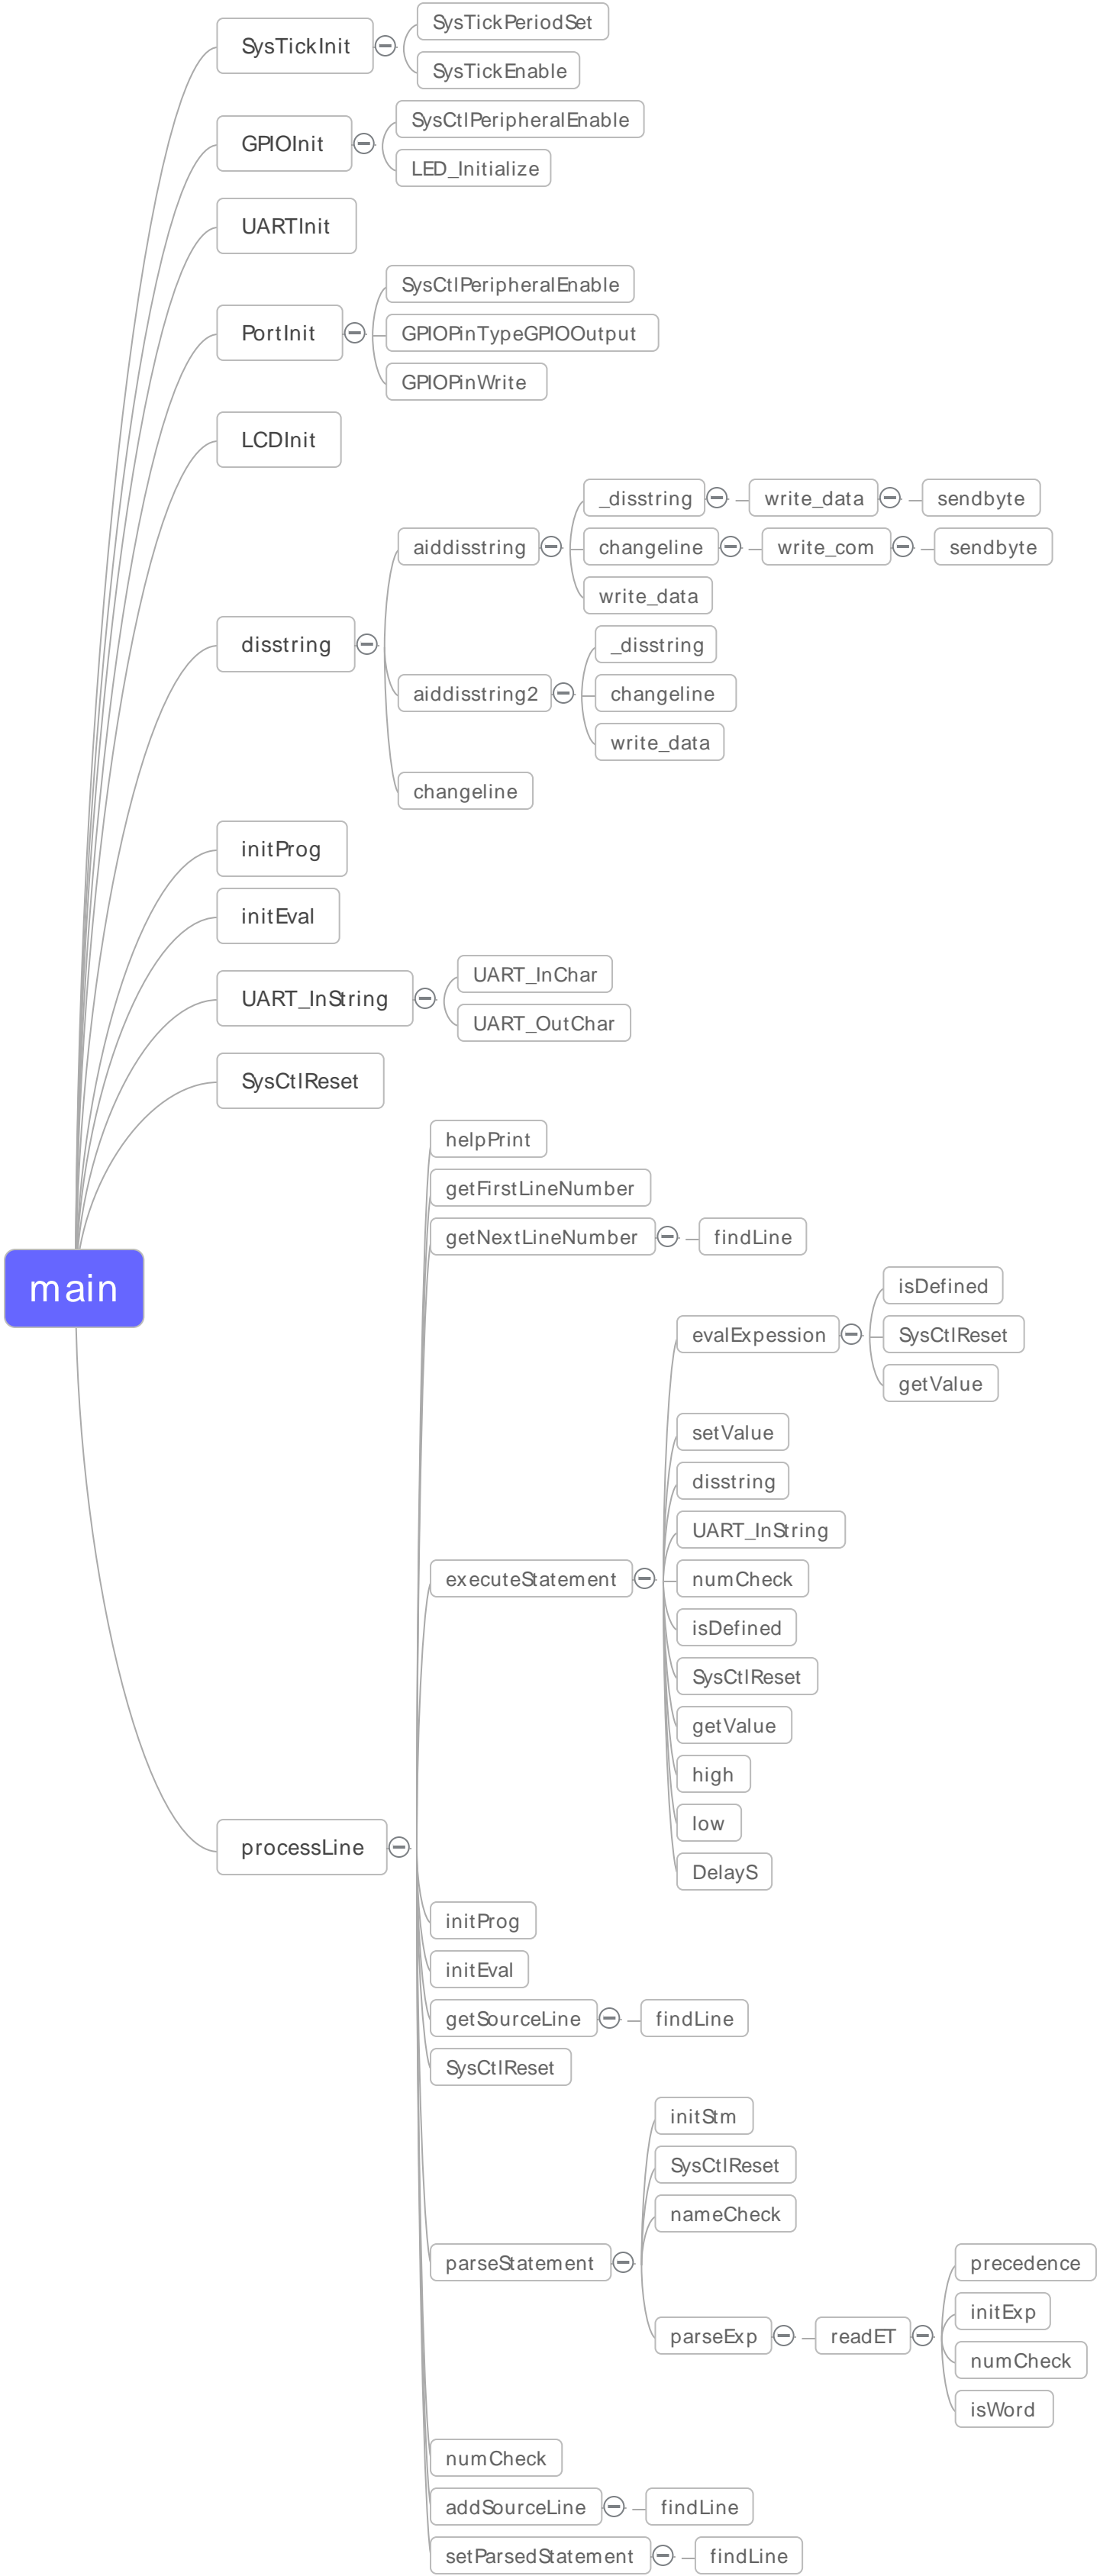 SysTickPeriodSet
SysTickInit
SysTickEnable
SysCtlPeripheralEnable
GPIOInit
LED_Initialize
UARTInit
SysCtlPeripheralEnable
PortInit
GPIOPinTypeGPIOOutput
GPIOPinWrite
LCDInit
_disstring
write_data
sendbyte
aiddisstring
changeline
write_com
sendbyte
write_data
disstring
_disstring
aiddisstring2
changeline
write_data
changeline
initProg
initEval
UART_InChar
UART_InString
UART_OutChar
SysCtlReset
helpPrint
getFirstLineNumber
getNextLineNumber
findLine
main
isDefined
evalExpession
SysCtlReset
getValue
setValue
disstring
UART_InString
executeStatement
numCheck
isDefined
SysCtlReset
getValue
high
low
processLine
DelayS
initProg
initEval
getSourceLine
findLine
SysCtlReset
initStm
SysCtlReset
nameCheck
parseStatement
precedence
initExp
parseExp
readET
numCheck
isWord
numCheck
addSourceLine
findLine
setParsedStatement
findLine